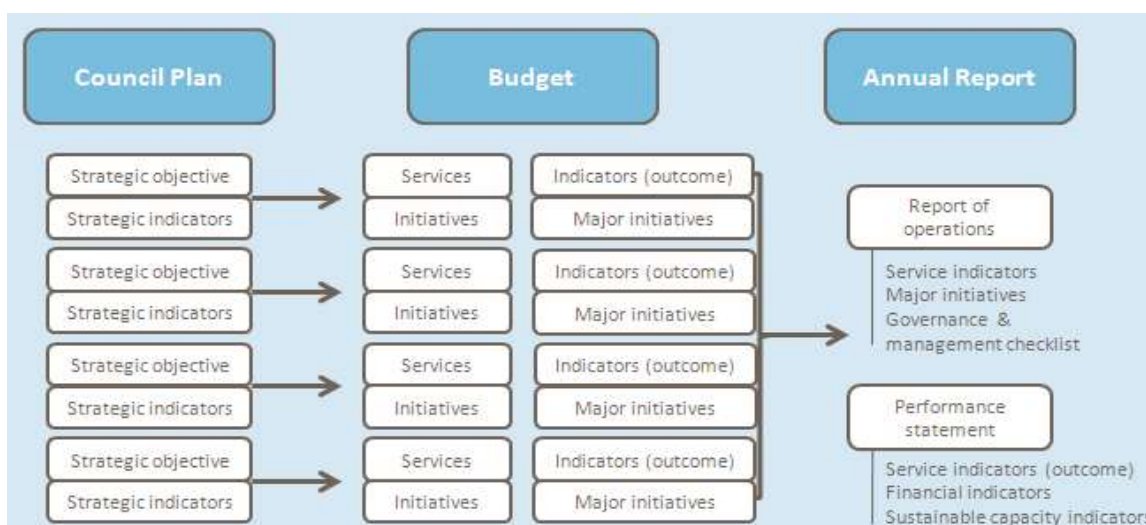 Council Plan
Budget
Annual Report
Strategic objective
Strategic indicators
Services
Initiatives
Indicators (outcome)
Major initiatives
Strategic objective
Strategic indicators
Services
Initiatives
Indicators (outcome)
Major initiatives
Strategic objective
Strategic indicators
Services
Initiatives
Indicators (outcome)
Major initiatives
Strategic objective
Strategic indicators
Services
Initiatives
Indicators (outcome)
Major initiatives
Report of
operations
Service indicators
Major initiatives
Governance &
management checklist
Performance
statement
Service indicators (outcome)
Financial indicators
Sustainable capacity indicator